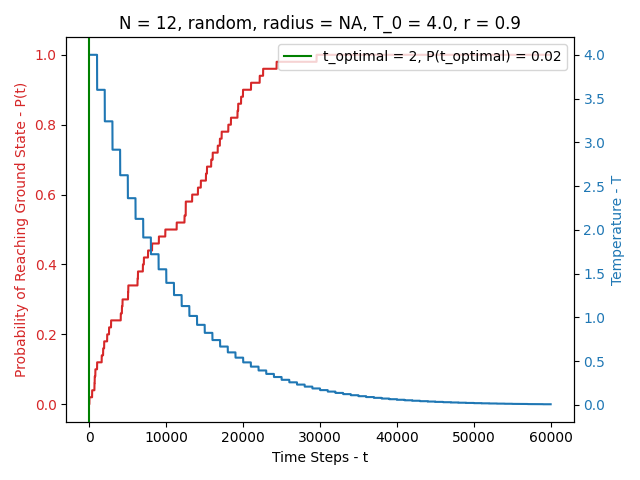 N = 12, random, radius = NA, T_0 = 4.0, r = 0.9
t_optimal = 2, P(t_optimal) = 0.02
Probability of Reaching Ground State - P(t)
1.0
0.8
0.6
0.4
0.2
0.0
4.0
3.5
3.0
2.5
2.0
1.5
1.0
0.5
0.0
Temperature - T
0 10000 20000 30000 40000 50000 60000
Time Steps - t